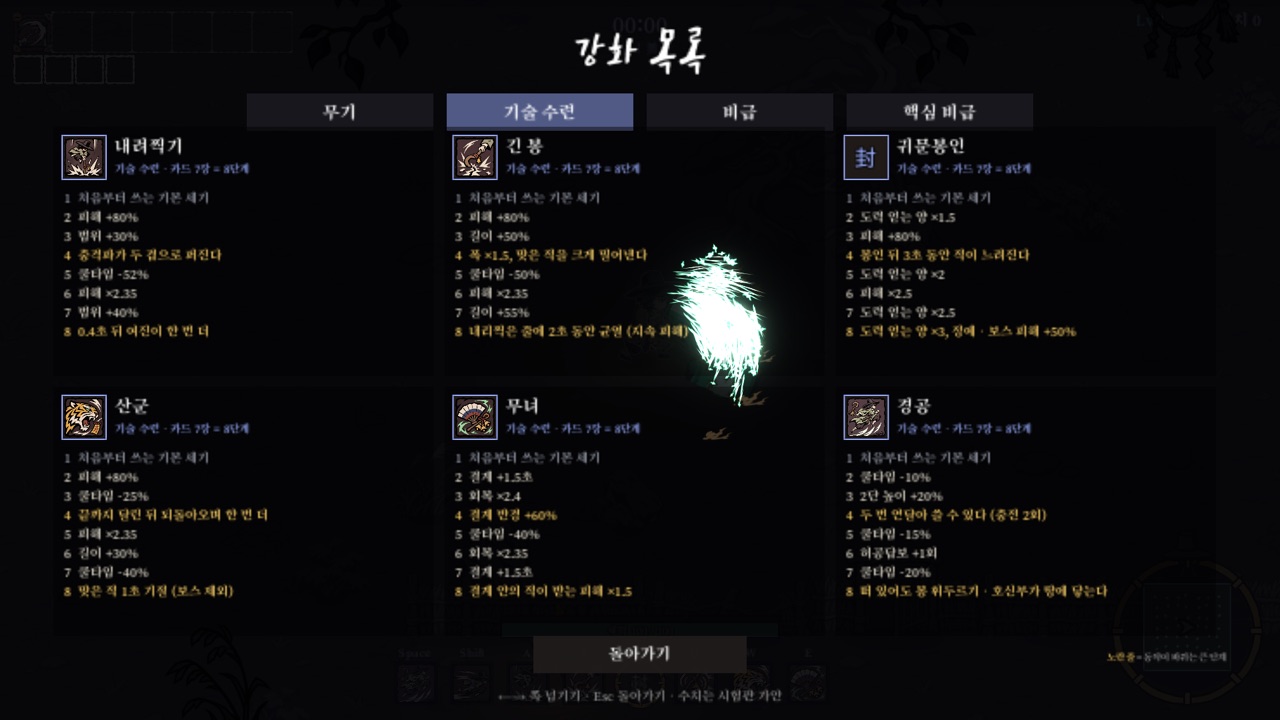 00:00
강화 목록
무기
기술 수련
비급
핵심 비급
내려찍기
기술 수련 · 카드 7장 = 8단계
1 처음부터 쓰는 기본 세기
2 피해 +80%
3 범위 +30%
4 충격파가 두 겹으로 퍼진다
5 쿨타임 -52%
6 피해 ×2.35
7 범위 +40%
8 0.4초 뒤 여진이 한 번 더
긴 봉
기술 수련 · 카드 7장 = 8단계
1 처음부터 쓰는 기본 세기
2 피해 +80%
3 길이 +50%
4 폭 ×1.5, 맞은 적을 크게 밀어낸다
5 쿨타임 -50%
6 피해 ×2.35
7 길이 +55%
8 내리찍은 줄에 2초 동안 균열 (지속 피해)
귀문봉인
기술 수련 · 카드 7장 = 8단계
1 처음부터 쓰는 기본 세기
2 도력 얻는 양 ×1.5
3 피해 +80%
4 봉인 뒤 3초 동안 적이 느려진다
5 도력 얻는 양 ×2
6 피해 ×2.5
7 도력 얻는 양 ×2.5
8 도력 얻는 양 ×3, 정예 · 보스 피해 +50%
封
산군
기술 수련 · 카드 7장 = 8단계
1 처음부터 쓰는 기본 세기
2 피해 +80%
3 쿨타임 -25%
4 끝까지 달린 뒤 되돌아오며 한 번 더
5 피해 ×2.35
6 길이 +30%
7 쿨타임 -40%
8 맞은 적 1초 기절 (보스 제외)
무녀
기술 수련 · 카드 7장 = 8단계
1 처음부터 쓰는 기본 세기
2 결계 +1.5초
3 회복 ×2.4
4 결계 반경 +60%
5 쿨타임 -40%
6 회복 ×2.35
7 결계 +1.5초
8 결계 안의 적이 받는 피해 ×1.5
경공
기술 수련 · 카드 7장 = 8단계
1 처음부터 쓰는 기본 세기
2 쿨타임 -10%
3 2단 높이 +20%
4 두 번 연달아 쓸 수 있다 (충전 2회)
5 쿨타임 -15%
6 허공답보 +1회
7 쿨타임 -20%
8 떠 있어도 봉 휘두르기 · 호신부가 땅에 닿는다
돌아가기
노란 줄 = 동작이 바뀌는 큰 단계
←→ 쪽 넘기기 · Esc 돌아가기 · 수치는 시험판 가안